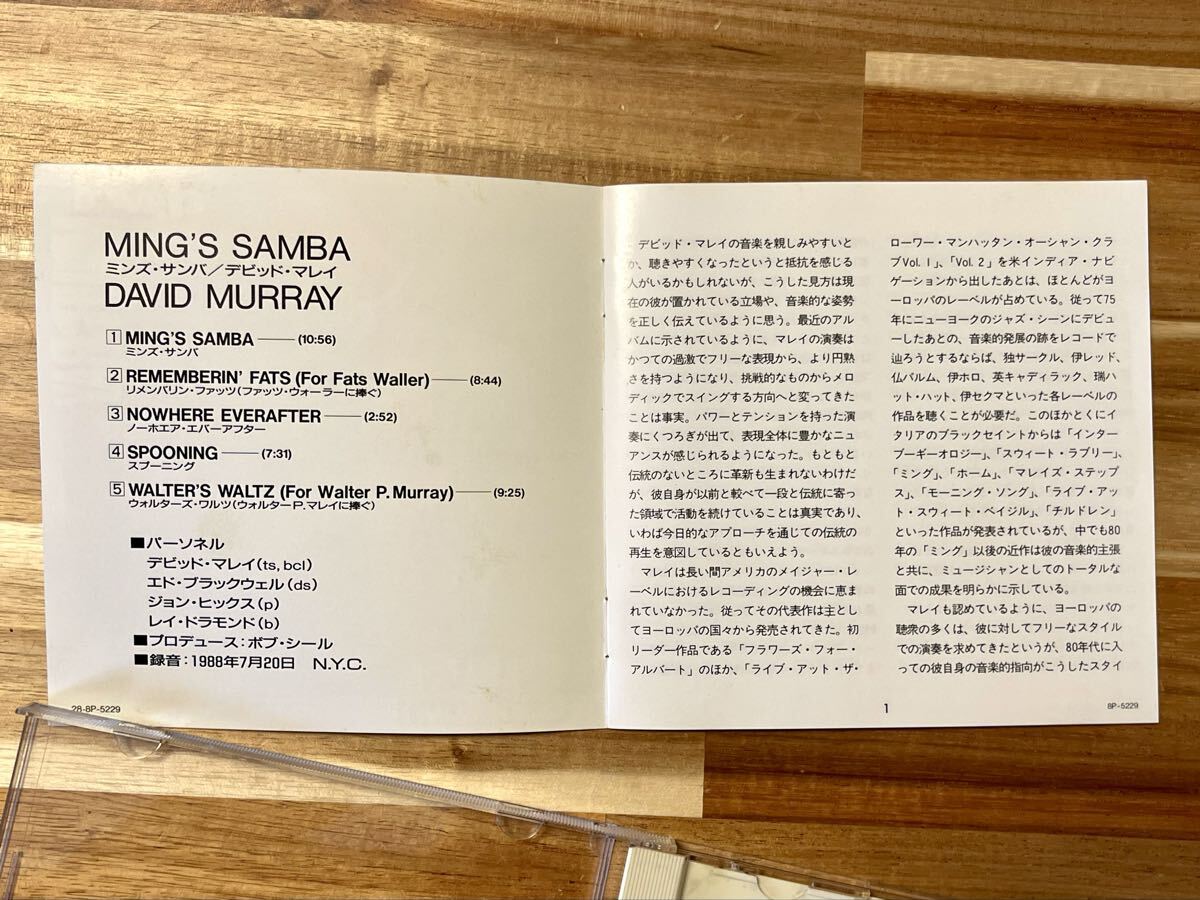 MING'S SAMBA
ミンズ・サンバ／デビッド・マレイ
DAVID MURRAY
1 MING'S SAMBA —— (10:56)
ミンズ・サンバ
2 REMEMBERIN' FATS (For Fats Waller) —— (8:44)
リメンバリン・ファッツ(ファッツ・ウォーラーに捧ぐ)
3 NOWHERE EVERAFTER —— (2:52)
ノーホエア・エバーアフター
4 SPOONING —— (7:31)
スプーニング
5 WALTER'S WALTZ (For Walter P. Murray) —— (9:25)
ウォルターズ・ワルツ(ウォルターP.マレイに捧ぐ)
■パーソネル
デビッド・マレイ(ts, bcl)
エド・ブラックウェル(ds)
ジョン・ヒックス(p)
レイ・ドラモンド(b)
■プロデュース：ボブ・シール
■録音：1988年7月20日 N.Y.C.
28-8P-5229
デビッド・マレイの音楽を親しみやすいと
か、聴きやすくなったというと抵抗を感じる
人がいるかもしれないが、こうした見方は現
在の彼が置かれている立場や、音楽的な姿勢
を正しく伝えているように思う。最近のアル
バムに示されているように、マレイの演奏は
かつての過激でフリーな表現から、より円熟
さを持つようになり、挑戦的なものからメロ
ディックでスイングする方向へと変ってきた
ことは事実。パワーとテンションを持った演
奏にくつろぎが出て、表現全体に豊かなニュ
アンスが感じられるようになった。もともと
伝統のないところに革新も生まれないわけだ
が、彼自身が以前と較べて一段と伝統に寄っ
た領域で活動を続けていることは真実であり、
いわば今日的なアプローチを通じての伝統の
再生を意図しているともいえよう。
マレイは長い間アメリカのメイジャー・レ
ーベルにおけるレコーディングの機会に恵ま
れていなかった。従ってその代表作は主とし
てヨーロッパの国々から発売されてきた。初
リーダー作品である「フラワーズ・フォー・
アルバート」のほか、「ライブ・アット・ザ・
ローワー・マンハッタン・オーシャン・クラ
ブVol. 1」、「Vol. 2」を米インディア・ナビ
ゲーションから出したあとは、ほとんどがヨ
ーロッパのレーベルが占めている。従って75
年にニューヨークのジャズ・シーンにデビュ
ーしたあとの、音楽的発展の跡をレコードで
辿ろうとするならば、独サークル、伊レッド、
仏パルム、伊ホロ、英キャディラック、瑞ハ
ット・ハット、伊セクマといった各レーベルの
作品を聴くことが必要だ。このほかとくにイ
タリアのブラックセイントからは「インター
ブーギーオロジー」、「スウィート・ラブリー」、
「ミング」、「ホーム」、「マレイズ・ステップ
ス」、「モーニング・ソング」、「ライブ・アッ
ト・スウィート・ベイジル」、「チルドレン」
といった作品が発表されているが、中でも80
年の「ミング」以後の近作は彼の音楽的主張
と共に、ミュージシャンとしてのトータルな
面での成果を明らかに示している。
マレイも認めているように、ヨーロッパの
聴衆の多くは、彼に対してフリーなスタイル
での演奏を求めてきたというが、80年代に入
っての彼自身の音楽的指向がこうしたスタイ
1
8P-5229